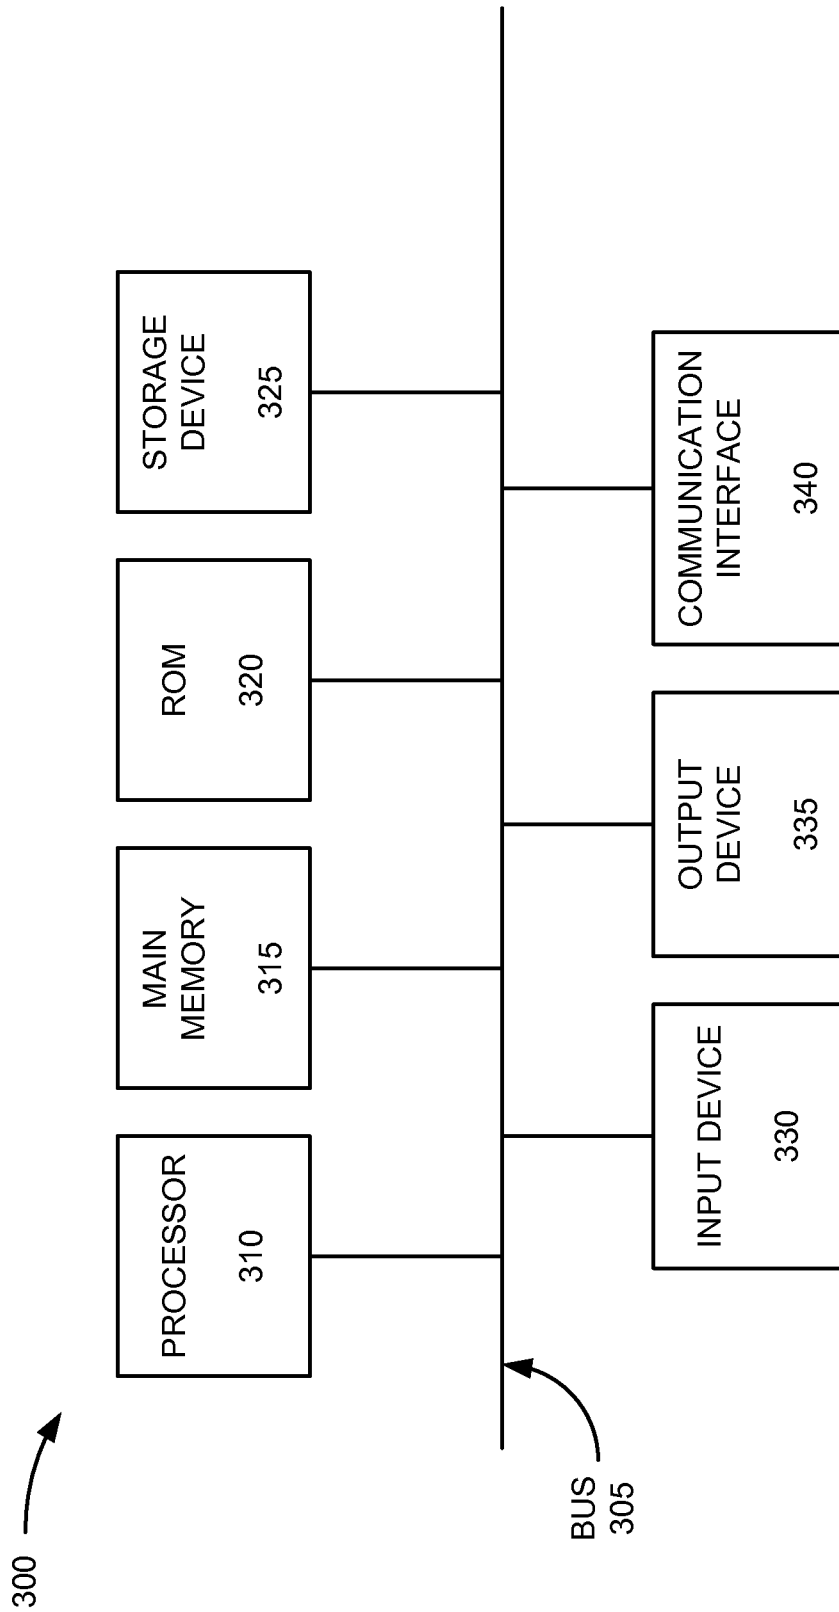 300
PROCESSOR
310
MAIN
MEMORY
315
ROM
320
STORAGE
DEVICE
325
BUS
305
INPUT DEVICE
330
OUTPUT
DEVICE
335
COMMUNICATION
INTERFACE
340